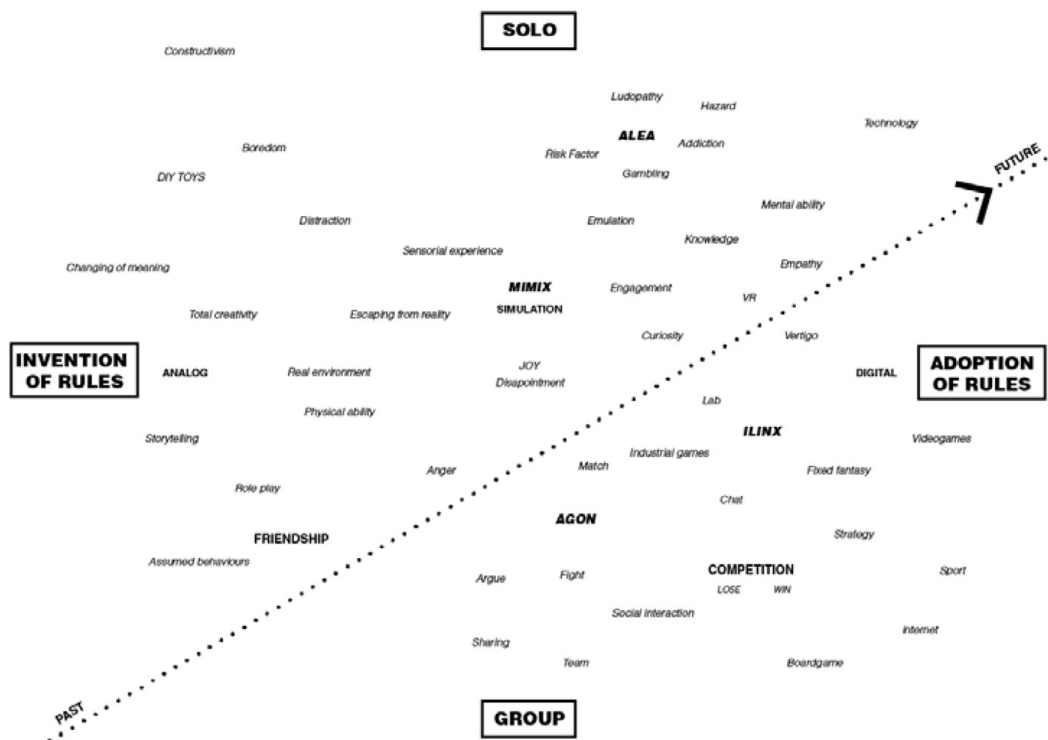 SOLO
Constructivism
Ludopathy
Hazard
Technology
ALEA
Addiction
Boredom
Risk Factor
FUTURE
Gambling
DIY TOYS
Mental ability
Distraction
Emulation
Knowledge
Sensorial experience
Changing of meaning
Empathy
MIMIX
Engagement
VR
SIMULATION
Total creativity
Escaping from reality
Curiosity
Vertigo
INVENTION
OF RULES
ANALOG
Real environment
JOY
Disapointment
DIGITAL
ADOPTION
OF RULES
Lab
Physical ability
ILINX
Storytelling
Videogames
Industrial games
Anger
Match
Fixed fantasy
Role play
Chat
AGON
FRIENDSHIP
Strategy
Assumed behaviours
COMPETITION
Argue
Fight
Sport
LOSE WIN
Social interaction
Internet
Sharing
Team
Boardgame
PAST
GROUP